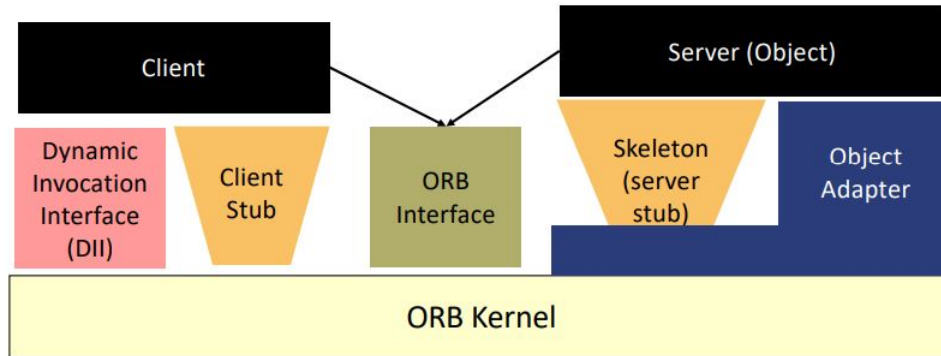 Client
Server (Object)
Dynamic
Invocation
Interface
(DII)
Client
Stub
ORB
Interface
Skeleton
(server
stub)
Object
Adapter
ORB Kernel